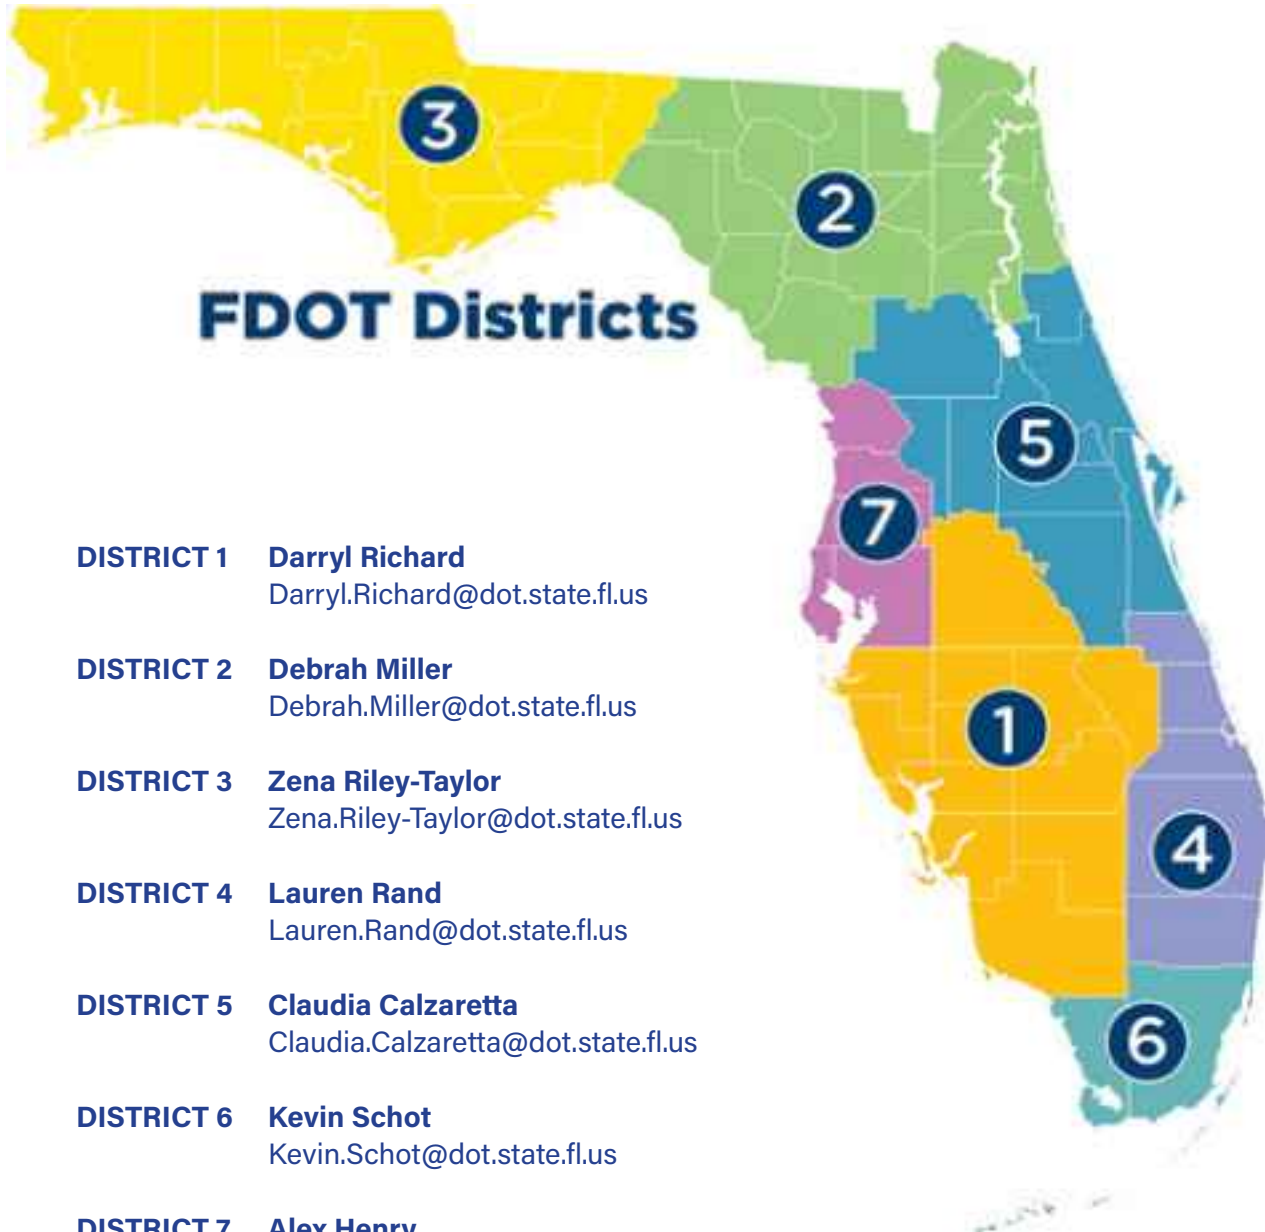 3
2
FDOT Districts
5
7
DISTRICT 1 Darryl Richard
Darryl.Richard@dot.state.fl.us
DISTRICT 2 Debrah Miller
Debrah.Miller@dot.state.fl.us
1
DISTRICT 3 Zena Riley-Taylor
Zena.Riley-Taylor@dot.state.fl.us
4
DISTRICT 4 Lauren Rand
Lauren.Rand@dot.state.fl.us
DISTRICT 5 Claudia Calzaretta
Claudia.Calzaretta@dot.state.fl.us
6
DISTRICT 6 Kevin Schot
Kevin.Schot@dot.state.fl.us
DISTRICT 7 Alex Henry